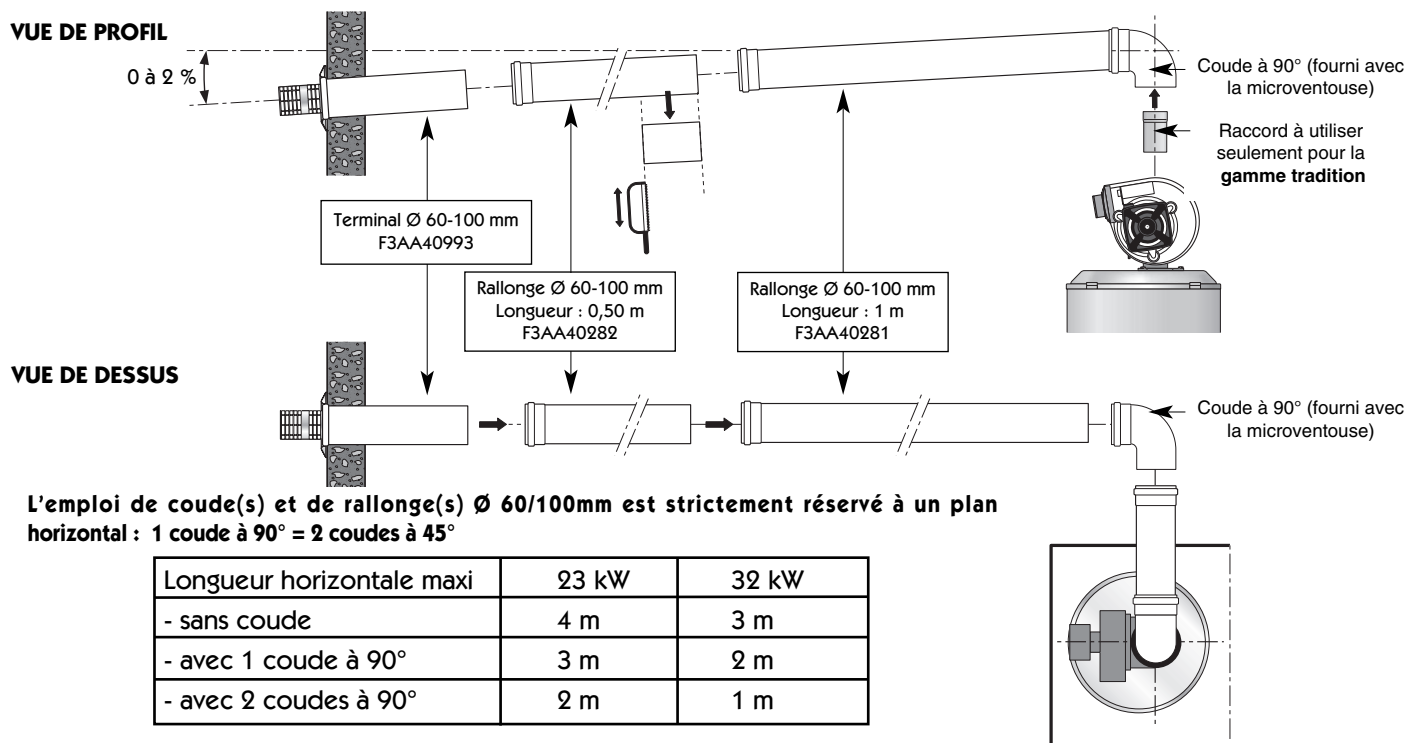 VUE DE PROFIL
0 à 2 %
Coude à 90° (fourni avec
la microventouse)
Raccord à utiliser
seulement pour la
gamme tradition
Terminal Ø 60-100 mm
F3AA40993
Rallonge Ø 60-100 mm
Longueur : 0,50 m
F3AA40282
Rallonge Ø 60-100 mm
Longueur : 1 m
F3AA40281
VUE DE DESSUS
Coude à 90° (fourni avec
la microventouse)
L'emploi de coude(s) et de rallonge(s) Ø 60/100mm est strictement réservé à un plan
horizontal : 1 coude à 90° = 2 coudes à 45°
Longueur horizontale maxi 23 kW 32 kW
- sans coude 4 m 3 m
- avec 1 coude à 90° 3 m 2 m
- avec 2 coudes à 90° 2 m 1 m